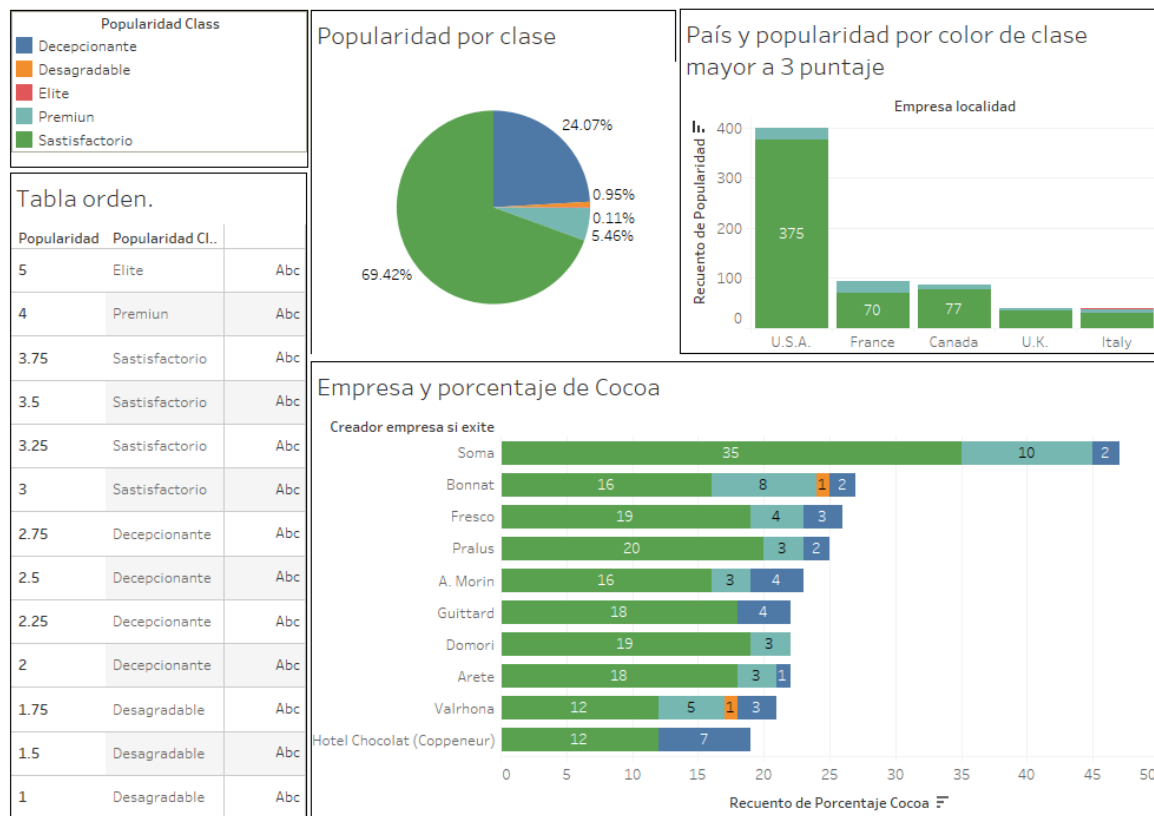 Popularidad Class
Decepcionante
Desagradable
Elite
Premiun
Sastisfactorio
Tabla orden.
Popularidad Popularidad Cl..
5 Elite Abc
4 Premiun Abc
3.75 Sastisfactorio Abc
3.5 Sastisfactorio Abc
3.25 Sastisfactorio Abc
3 Sastisfactorio Abc
2.75 Decepcionante Abc
2.5 Decepcionante Abc
2.25 Decepcionante Abc
2 Decepcionante Abc
1.75 Desagradable Abc
1.5 Desagradable Abc
1 Desagradable Abc
Popularidad por clase
24.07%
0.95%
0.11%
5.46%
69.42%
País y popularidad por color de clase
mayor a 3 puntaje
Empresa localidad
Recuento de Popularidad
400
300
200
100
0
375
70
77
U.S.A. France Canada U.K. Italy
Empresa y porcentaje de Cocoa
Creador empresa si exite
Soma 35 10 2
Bonnat 16 8 1 2
Fresco 19 4 3
Pralus 20 3 2
A. Morin 16 3 4
Guittard 18 4
Domori 19 3
Arete 18 3 1
Valrhona 12 5 1 3
Hotel Chocolat (Coppeneur) 12 7
0 5 10 15 20 25 30 35 40 45 50
Recuento de Porcentaje Cocoa